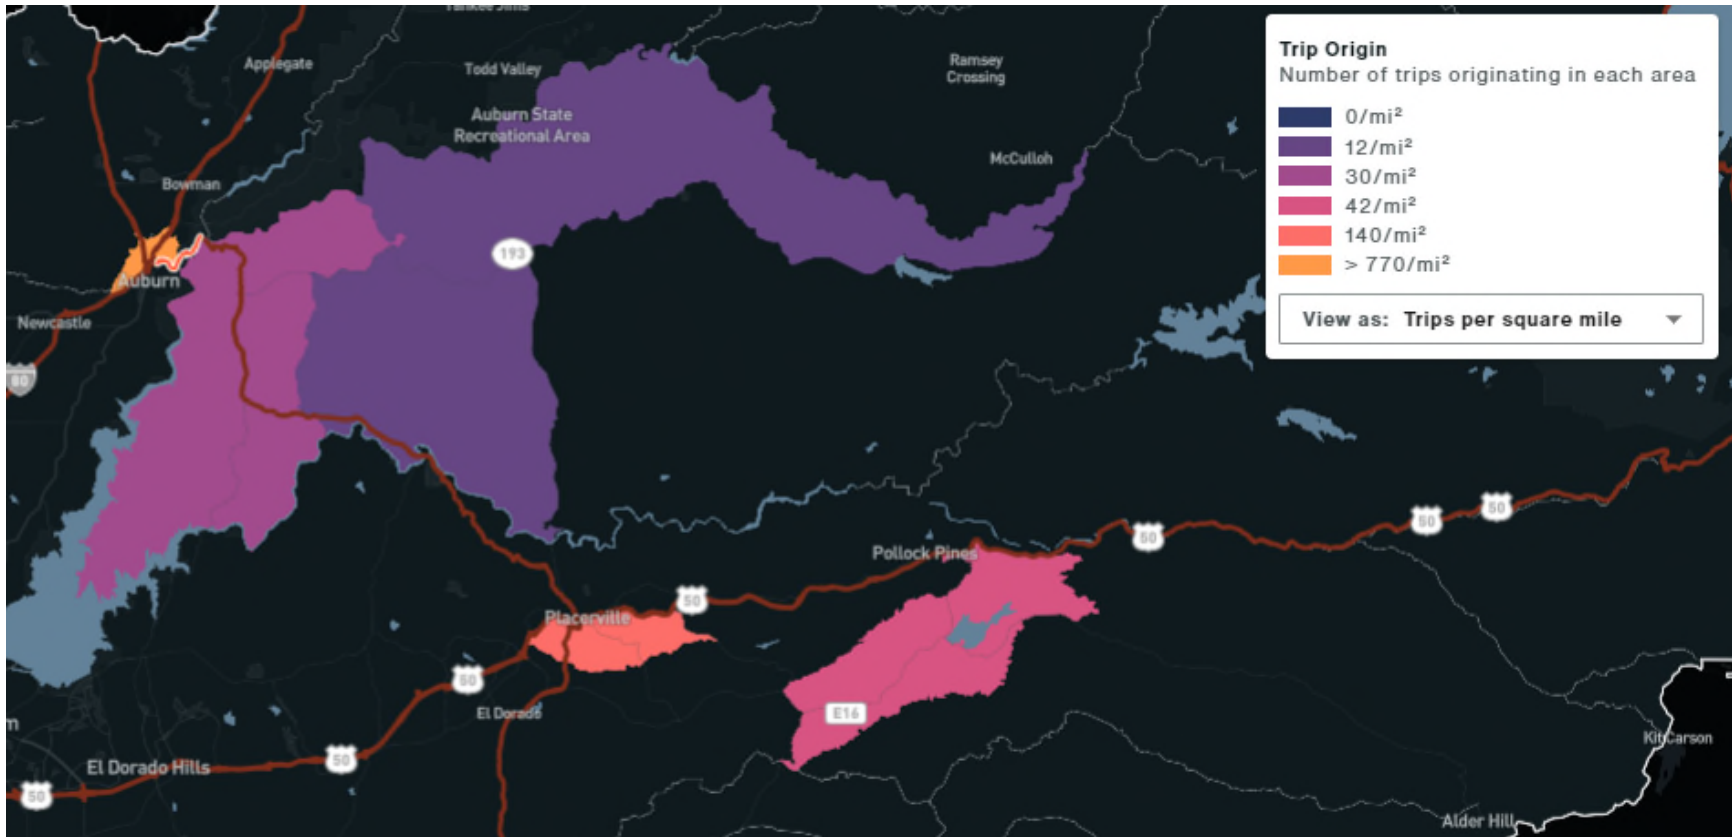 Yankee Jims
Applegate
Todd Valley
Ramsey
Crossing
Auburn State
Recreational Area
McCulloh
Bowman
193
Auburn
Newcastle
80
Trip Origin
Number of trips originating in each area
0/mi²
12/mi²
30/mi²
42/mi²
140/mi²
> 770/mi²
View as: Trips per square mile
50
50
50
Pollock Pines
50
Placerville
50
E16
El Dorado
m
50
El Dorado Hills
50
Kit Carson
Alder Hill